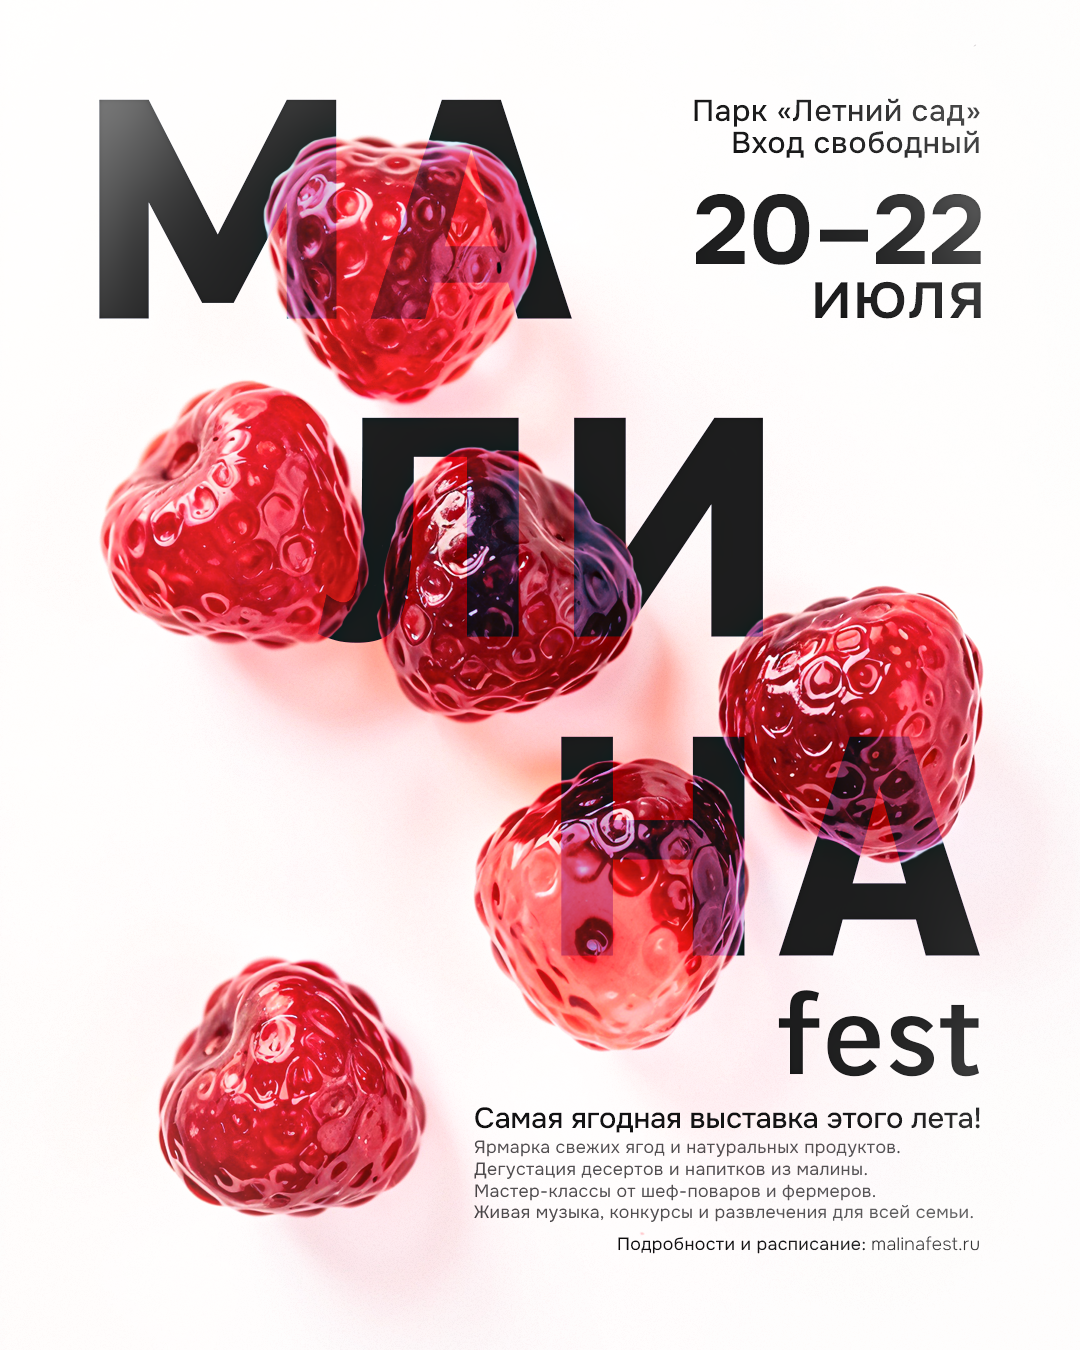 МА
Парк «Летний сад»
Вход свободный
20–22
июля
ЛИ
НА
fest
Самая ягодная выставка этого лета!
Ярмарка свежих ягод и натуральных продуктов.
Дегустация десертов и напитков из малины.
Мастер-классы от шеф-поваров и фермеров.
Живая музыка, конкурсы и развлечения для всей семьи.
Подробности и расписание: malinafest.ru